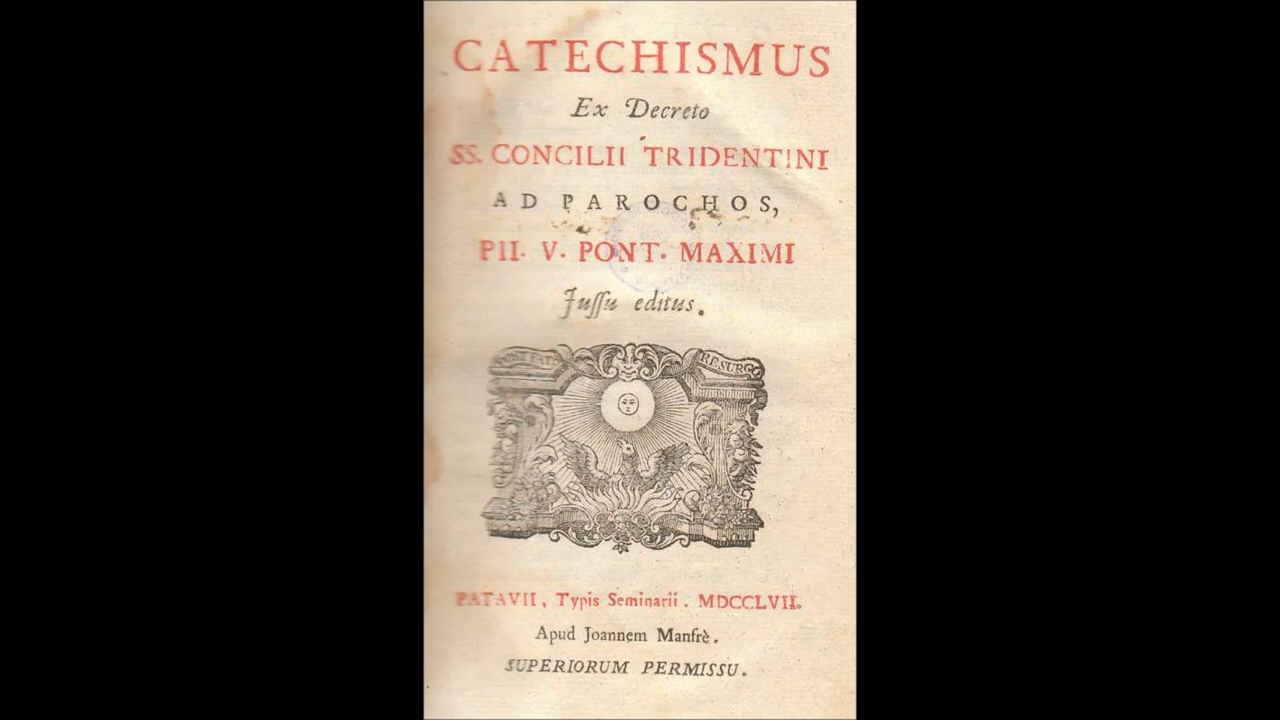 CATECHISMUS
Ex Decreto
SS. CONCILII TRIDENTINI
AD PAROCHOS,
PII. V. PONT. MAXIMI
Jussu editus.
RESURGO
PATAVII, Typis Seminarii. MDCCLVII.
Apud Joannem Manfrè.
SUPERIORUM PERMISSU.